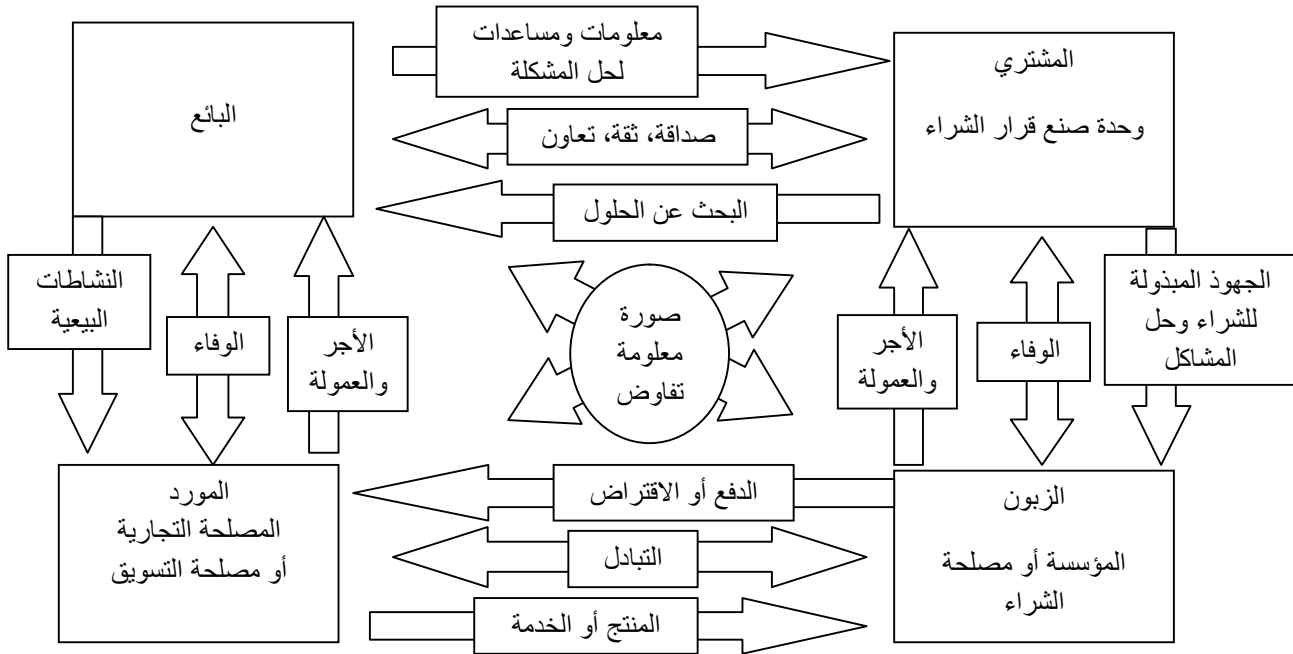 معلومات ومساعدات
لحل المشكلة
المشتري
وحدة صنع قرار الشراء
البائع
صداقة، ثقة، تعاون
البحث عن الحلول
الجهوذ المبذولة
للشراء وحل
المشاكل
الوفاء
الأجر
والعمولة
صورة
معلومة
تفاوض
الأجر
والعمولة
الوفاء
النشاطات
البيعية
الزبون
المؤسسة أو مصلحة
الشراء
الدفع أو الاقتراض
التبادل
المنتج أو الخدمة
المورد
المصلحة التجارية
أو مصلحة التسويق